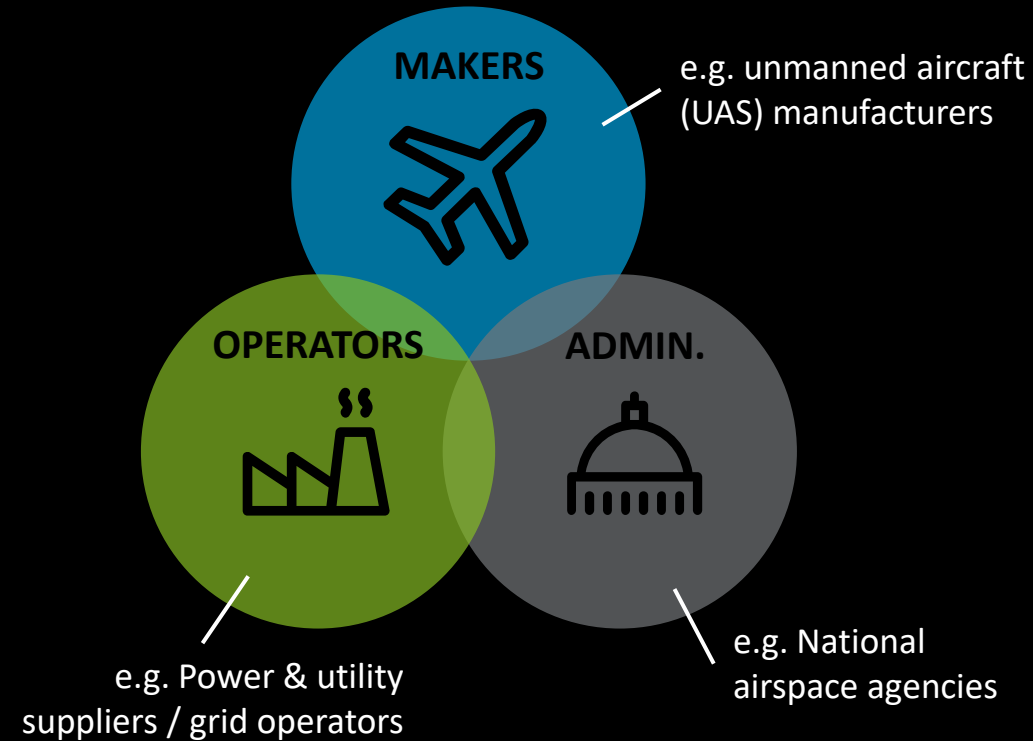 MAKERS
e.g. unmanned aircraft
(UAS) manufacturers
OPERATORS
ADMIN.
e.g. Power & utility
suppliers / grid operators
e.g. National
airspace agencies